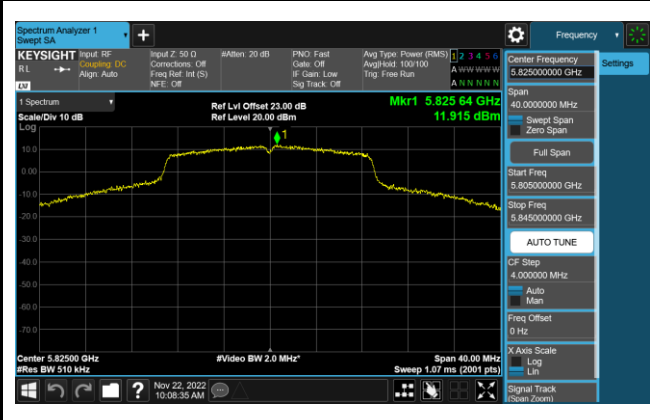 Spectrum Analyzer 1
Swept SA
Frequency
KEYSIGHT
RL
LXI
Input: RF
Coupling: DC
Align: Auto
Input Z: 50 Ω
Corrections: Off
Freq Ref: Int (S)
NFE: Off
#Atten: 20 dB
PNO: Fast
Gate: Off
IF Gain: Low
Sig Track: Off
Avg Type: Power (RMS)
Avg|Hold: 100/100
Trig: Free Run
1 2 3 4 5 6
A W W W W W
A N N N N N
Center Frequency
5.825000000 GHz
Settings
1 Spectrum
Scale/Div 10 dB
Log
Ref Lvl Offset 23.00 dB
Ref Level 20.00 dBm
Mkr1 5.825 64 GHz
11.915 dBm
Span
40.0000000 MHz
Swept Span
Zero Span
Full Span
Start Freq
5.805000000 GHz
Stop Freq
5.845000000 GHz
AUTO TUNE
CF Step
4.000000 MHz
Auto
Man
Freq Offset
0 Hz
X Axis Scale
Log
Lin
Signal Track
(Span Zoom)
1
10.0
0.00
-10.0
-20.0
-30.0
-40.0
-50.0
-60.0
-70.0
Center 5.82500 GHz
#Res BW 510 kHz
#Video BW 2.0 MHz*
Span 40.00 MHz
Sweep 1.07 ms (2001 pts)
?
Nov 22, 2022
10:08:35 AM